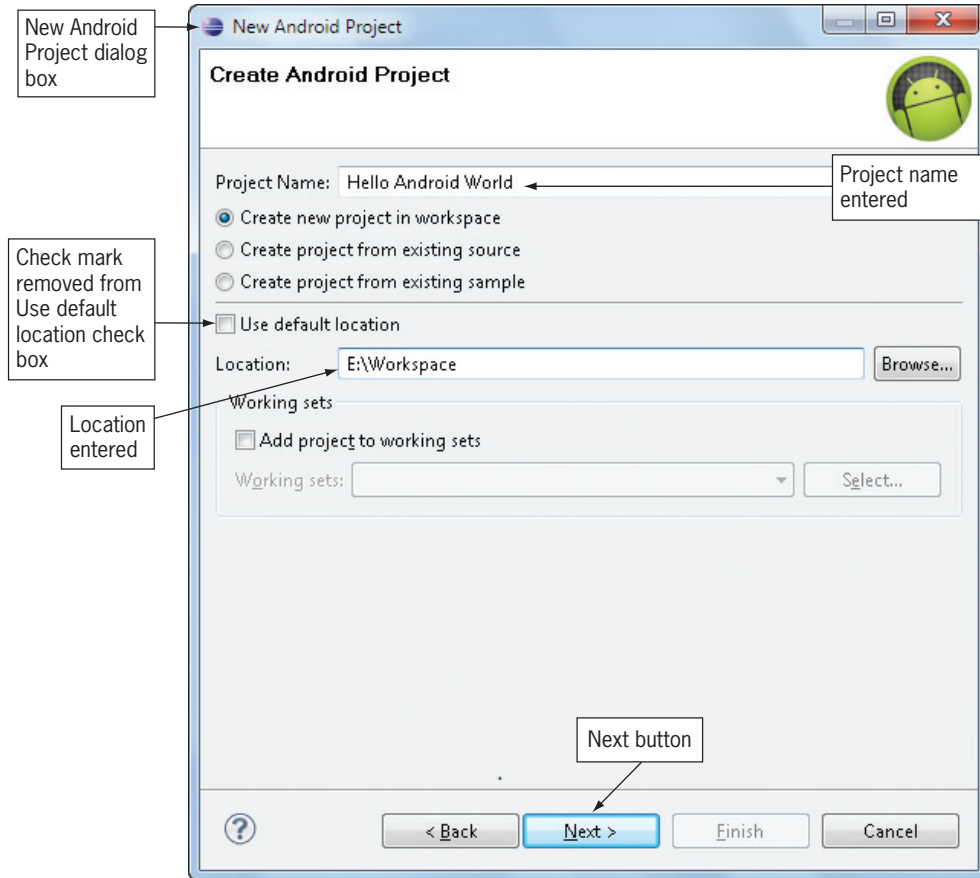 New Android
Project dialog
box
New Android Project
Create Android Project
Project Name: Hello Android World
Project name
entered
Create new project in workspace
Create project from existing source
Create project from existing sample
Check mark
removed from
Use default
location check
box
Use default location
Location: E:\Workspace Browse...
Location
entered
Working sets
Add project to working sets
Working sets: Select...
Next button
? < Back Next > Finish Cancel